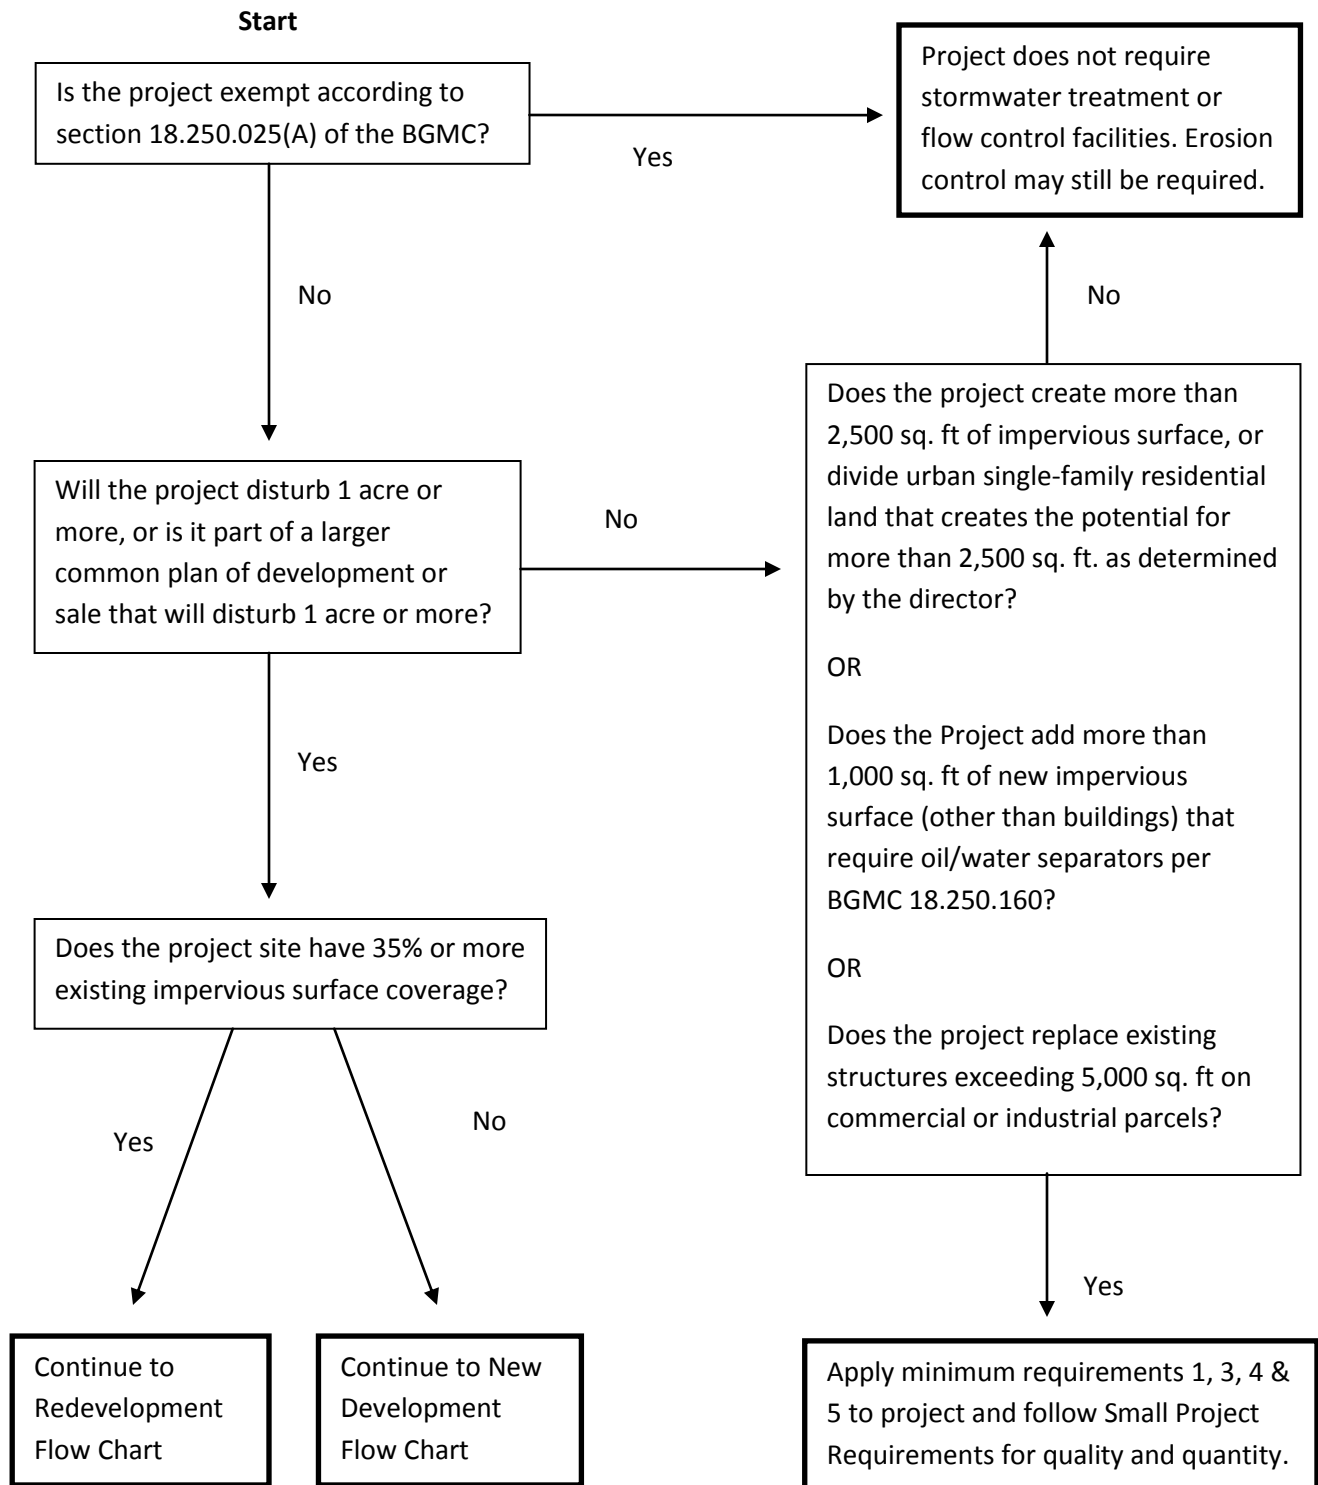 Start
Is the project exempt according to
section 18.250.025(A) of the BGMC?
Yes
Project does not require
stormwater treatment or
flow control facilities. Erosion
control may still be required.
No
No
Will the project disturb 1 acre or
more, or is it part of a larger
common plan of development or
sale that will disturb 1 acre or more?
No
Does the project create more than
2,500 sq. ft of impervious surface, or
divide urban single-family residential
land that creates the potential for
more than 2,500 sq. ft. as determined
by the director?
OR
Does the Project add more than
1,000 sq. ft of new impervious
surface (other than buildings) that
require oil/water separators per
BGMC 18.250.160?
OR
Does the project replace existing
structures exceeding 5,000 sq. ft on
commercial or industrial parcels?
Yes
Does the project site have 35% or more
existing impervious surface coverage?
Yes
No
Yes
Continue to
Redevelopment
Flow Chart
Continue to New
Development
Flow Chart
Apply minimum requirements 1, 3, 4 &
5 to project and follow Small Project
Requirements for quality and quantity.